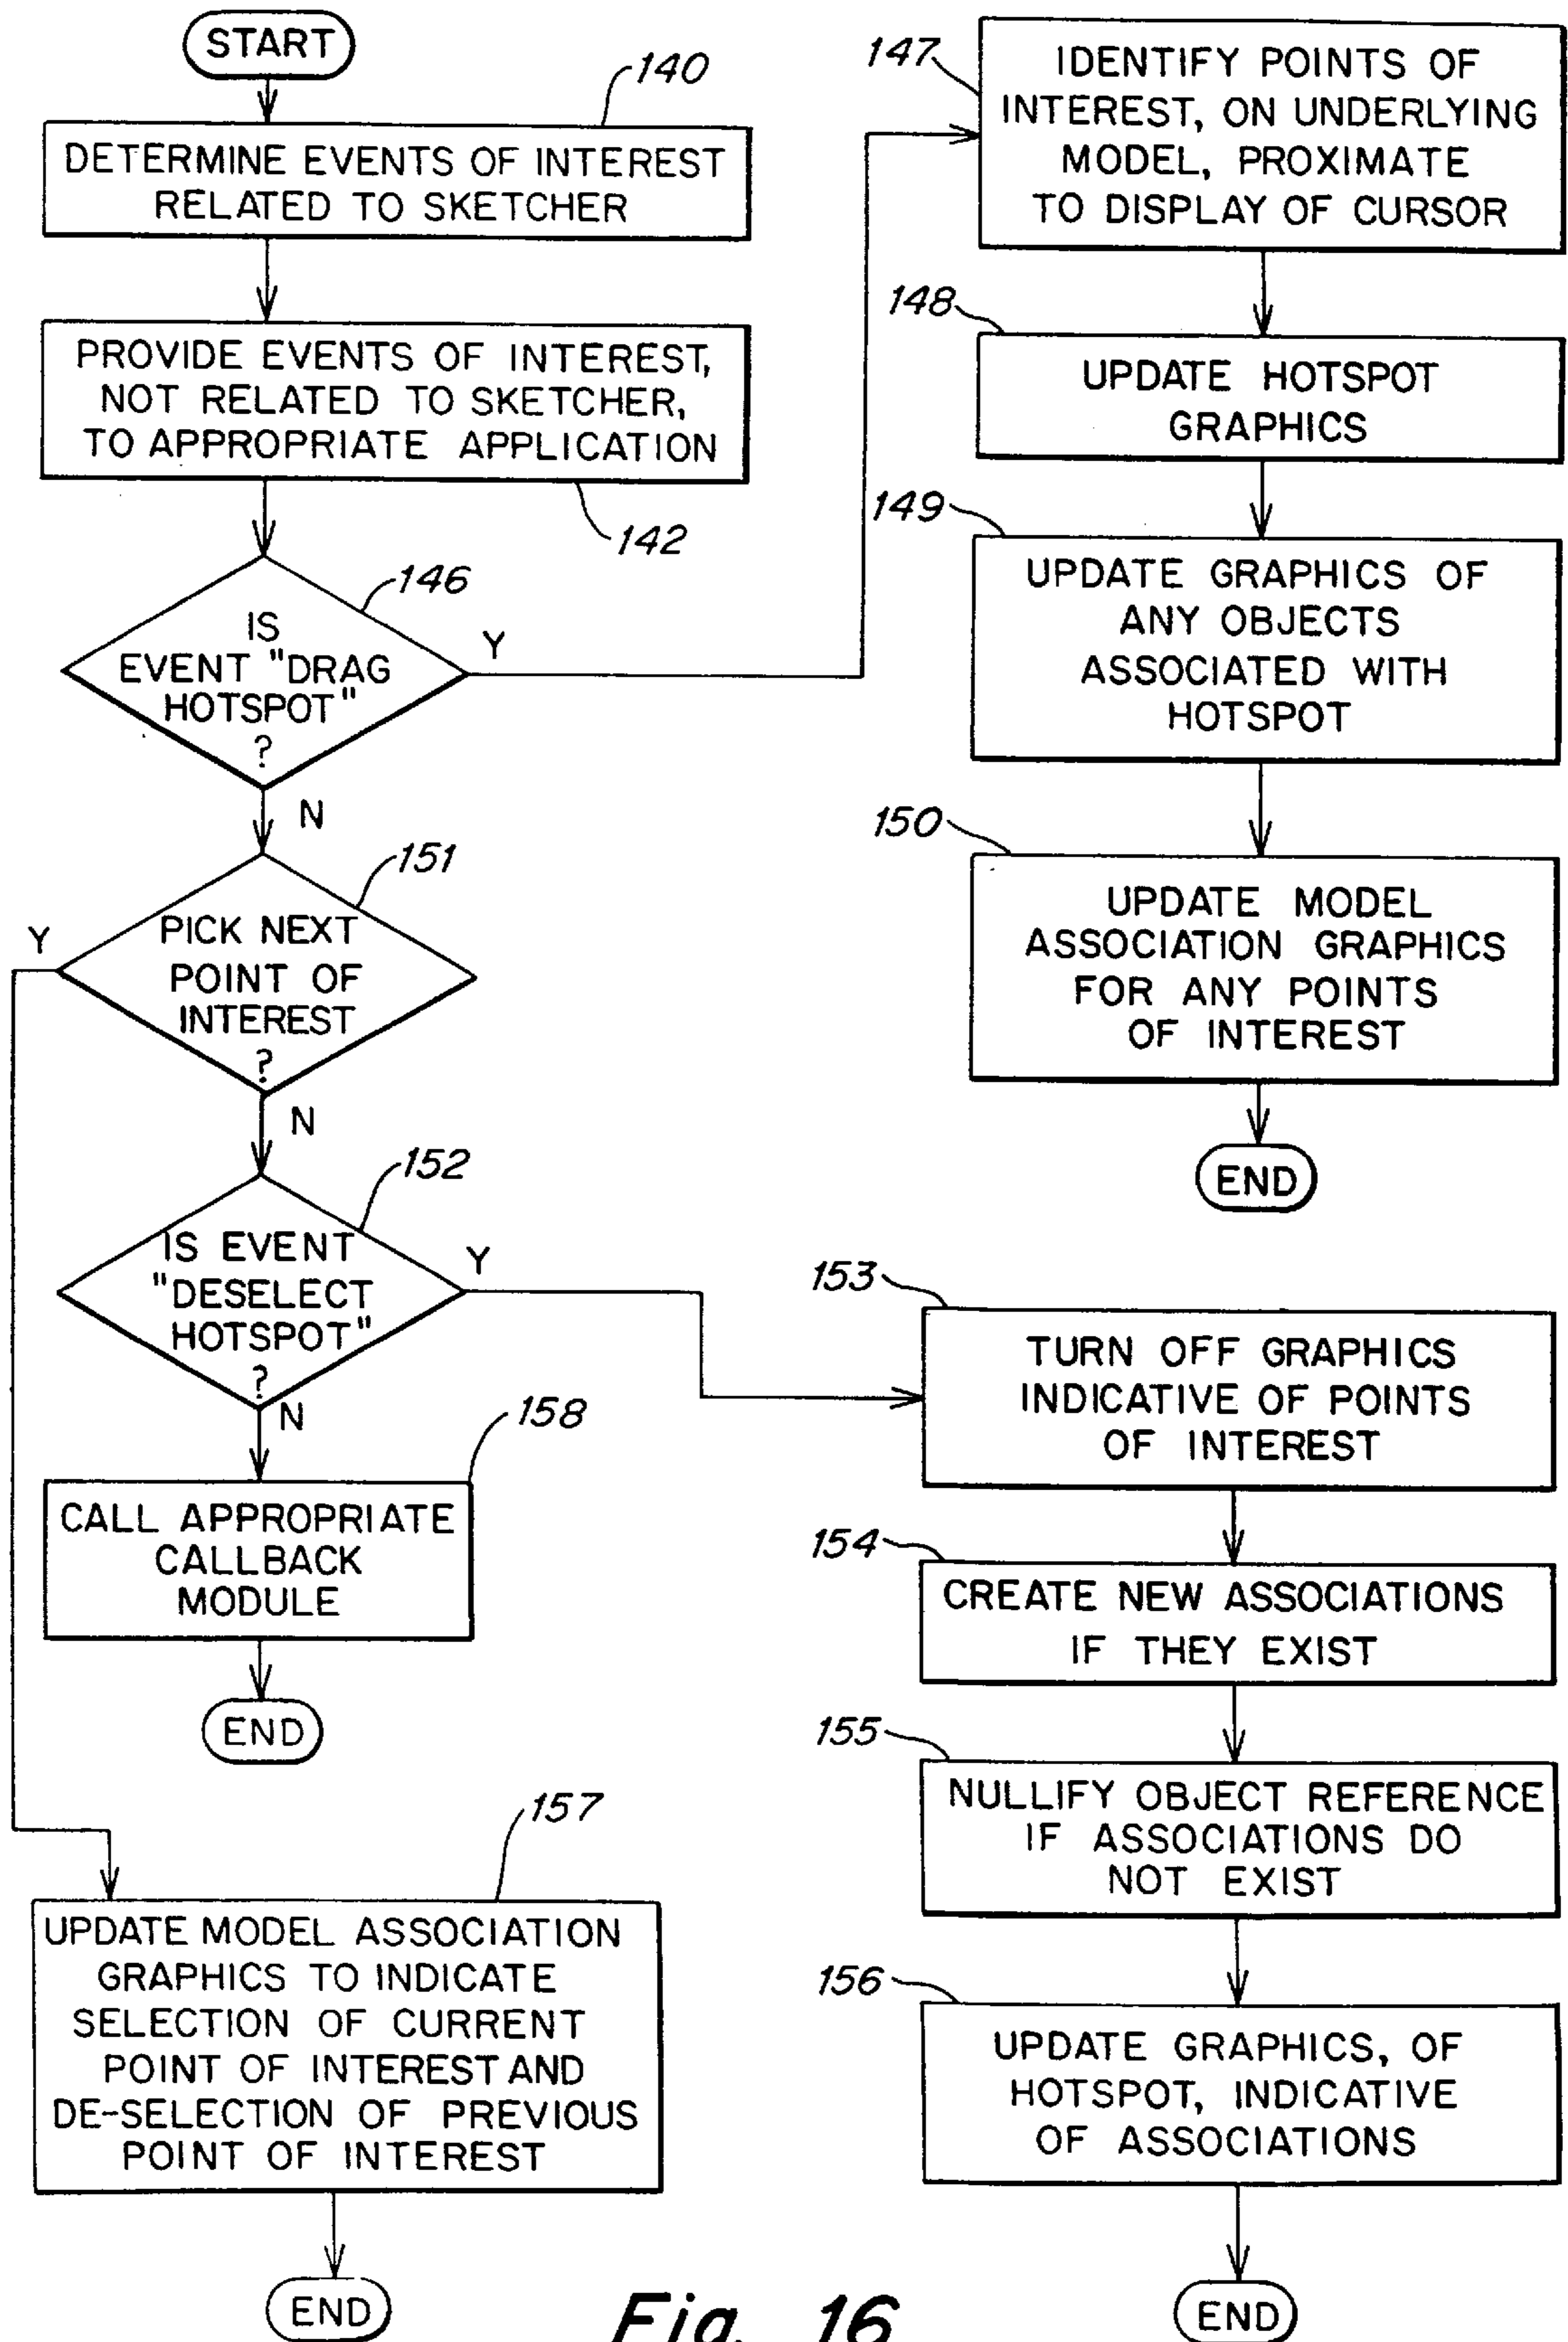 START
140
DETERMINE EVENTS OF INTEREST
RELATED TO SKETCHER
PROVIDE EVENTS OF INTEREST,
NOT RELATED TO SKETCHER,
TO APPROPRIATE APPLICATION
142
146
IS
EVENT "DRAG
HOTSPOT"
?
Y
N
147
IDENTIFY POINTS OF
INTEREST, ON UNDERLYING
MODEL, PROXIMATE
TO DISPLAY OF CURSOR
148
UPDATE HOTSPOT
GRAPHICS
149
UPDATE GRAPHICS OF
ANY OBJECTS
ASSOCIATED WITH
HOTSPOT
150
UPDATE MODEL
ASSOCIATION GRAPHICS
FOR ANY POINTS
OF INTEREST
END
151
Y
PICK NEXT
POINT OF
INTEREST
?
N
152
IS EVENT
"DESELECT
HOTSPOT"
?
Y
N
158
CALL APPROPRIATE
CALLBACK
MODULE
END
153
TURN OFF GRAPHICS
INDICATIVE OF POINTS
OF INTEREST
154
CREATE NEW ASSOCIATIONS
IF THEY EXIST
155
NULLIFY OBJECT REFERENCE
IF ASSOCIATIONS DO
NOT EXIST
156
UPDATE GRAPHICS, OF
HOTSPOT, INDICATIVE
OF ASSOCIATIONS
END
157
UPDATE MODEL ASSOCIATION
GRAPHICS TO INDICATE
SELECTION OF CURRENT
POINT OF INTEREST AND
DE-SELECTION OF PREVIOUS
POINT OF INTEREST
END
Fig. 16